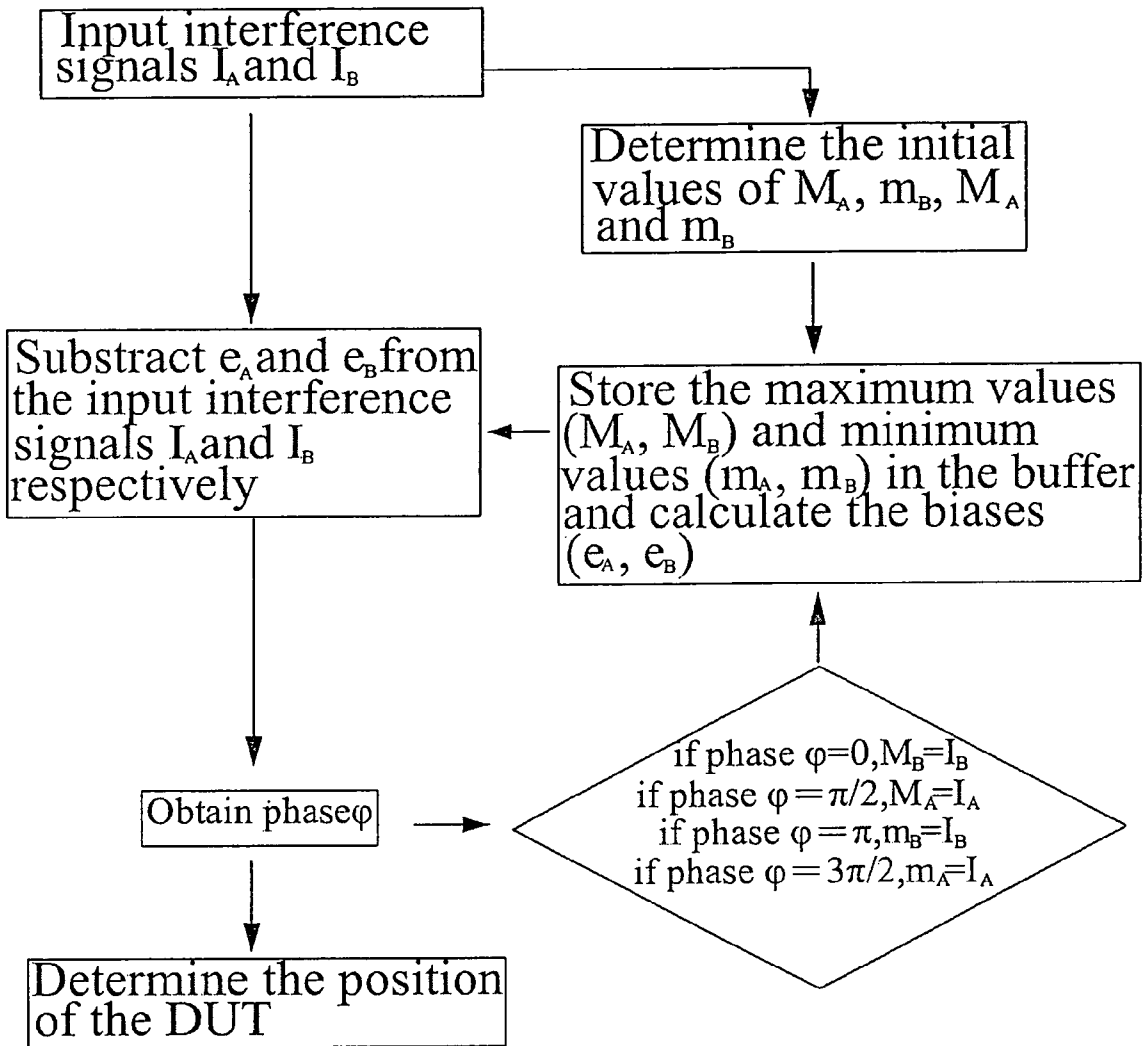 Input interference
signals I_A and I_B
Determine the initial
values of M_A, m_B, M_A
and m_B
Substract e_A and e_B from
the input interference
signals I_A and I_B
respectively
Store the maximum values
(M_A, M_B) and minimum
values (m_A, m_B) in the buffer
and calculate the biases
(e_A, e_B)
Obtain phaseφ
if phase φ=0,M_B=I_B
if phase φ=π/2,M_A=I_A
if phase φ=π,m_B=I_B
if phase φ=3π/2,m_A=I_A
Determine the position
of the DUT